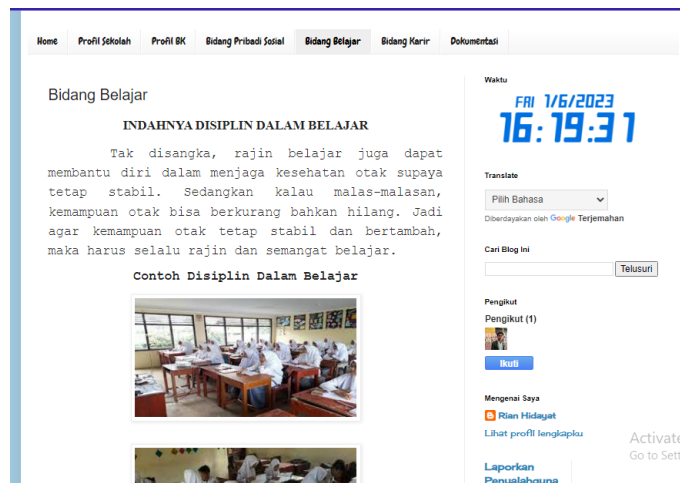 Home Profil Sekolah Profil BK Bidang Pribadi Sosial Bidang Belajar Bidang Karir Dokumentasi
Bidang Belajar
INDAHNYA DISIPLIN DALAM BELAJAR
Tak disangka, rajin belajar juga dapat
membantu diri dalam menjaga kesehatan otak supaya
tetap stabil. Sedangkan kalau malas-malasan,
kemampuan otak bisa berkurang bahkan hilang. Jadi
agar kemampuan otak tetap stabil dan bertambah,
maka harus selalu rajin dan semangat belajar.
Contoh Disiplin Dalam Belajar
Waktu
FRI 1/6/2023
16:19:31
Translate
Pilih Bahasa
Diberdayakan oleh Google Terjemahan
Cari Blog Ini
Telusuri
Pengikut
Pengikut (1)
Ikuti
Mengenai Saya
Rian Hidayat
Lihat profil lengkapku
Laporkan
Penyalahguna
Activate
Go to Sett